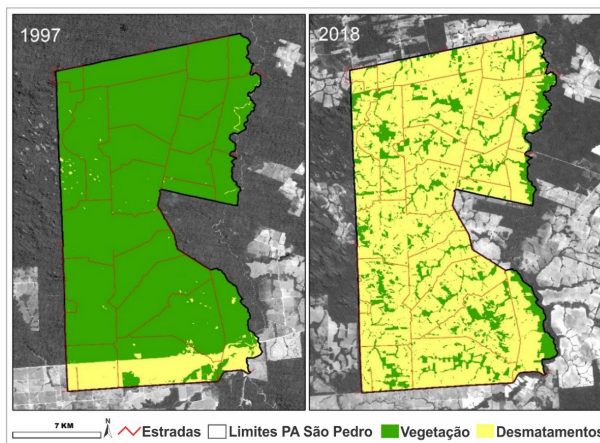 1997
2018
7 KM N Estradas Limites PA São Pedro Vegetação Desmatamentos